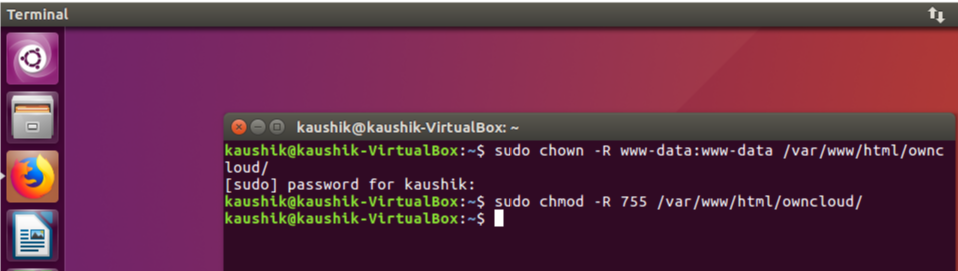 Terminal
kaushik@kaushik-VirtualBox: ~
kaushik@kaushik-VirtualBox:~$ sudo chown -R www-data:www-data /var/www/html/ownc
loud/
[sudo] password for kaushik:
kaushik@kaushik-VirtualBox:~$ sudo chmod -R 755 /var/www/html/owncloud/
kaushik@kaushik-VirtualBox:~$